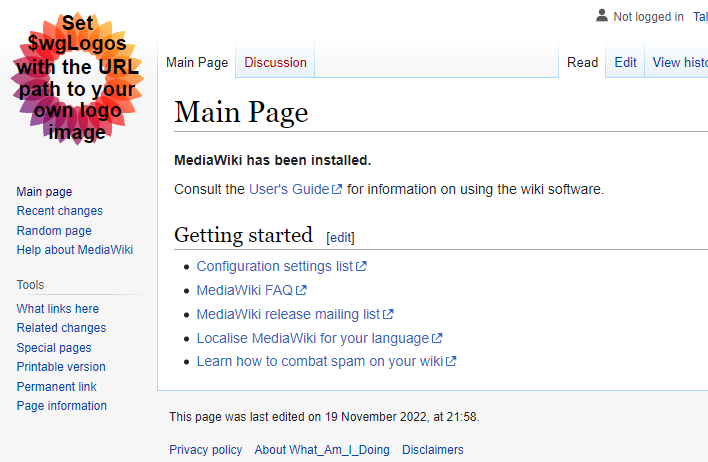 Set
$wgLogos
with the URL
path to your
own logo
image
Not logged in
Main Page
Discussion
Read
Edit
Main Page
MediaWiki has been installed.
Consult the User's Guide for information on using the wiki software.
Getting started [edit]
Configuration settings list
MediaWiki FAQ
MediaWiki release mailing list
Localise MediaWiki for your language
Learn how to combat spam on your wiki
Main page
Recent changes
Random page
Help about MediaWiki
Tools
What links here
Related changes
Special pages
Printable version
Permanent link
Page information
This page was last edited on 19 November 2022, at 21:58.
Privacy policy About What_Am_I_Doing Disclaimers